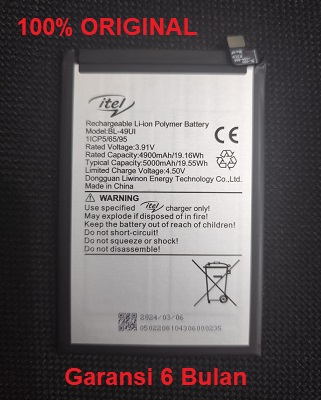 100% ORIGINAL
itel
Rechargeable Li-ion Polymer Battery
Model:BL-49UI
1ICP5/65/95
Rated Voltage:3.91V
Rated Capacity:4900mAh/19.16Wh
Typical Capacity:5000mAh/19.55Wh
Limited Charge Voltage:4.50V
Dongguan Liwinon Energy Technology Co.,Ltd
Made in China
CE
WARNING
Use specified itel charger only!
May explode if disposed of in fire!
Keep the battery out of reach of children!
Do not short-circuit!
Do not squeeze or shock!
Do not disassemble!
2024/03/06
Garansi 6 Bulan